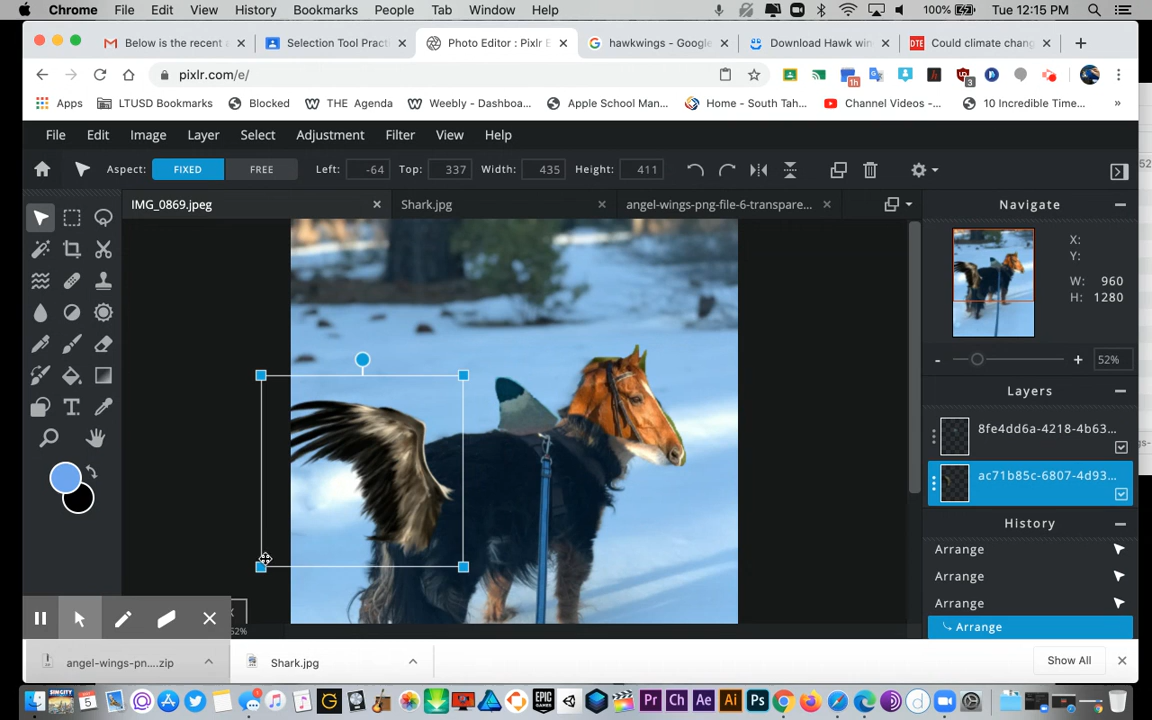 Chrome File Edit View History Bookmarks People Tab Window Help 100% Tue 12:15 PM
Below is the recent a Selection Tool Pract Photo Editor : Pixlr E hawkwings - Google Download Hawk win Could climate chang
pixlr.com/e/ 1h 3
Apps LTUSD Bookmarks Blocked THE Agenda Weebly - Dashboa... Apple School Man... Home - South Tah... Channel Videos -... 10 Incredible Time... »
File Edit Image Layer Select Adjustment Filter View Help
Aspect: FIXED FREE Left: -64 Top: 337 Width: 435 Height: 411
IMG_0869.jpeg Shark.jpg angel-wings-png-file-6-transpare...
Navigate
X:
Y:
W: 960
H: 1280
- + 52%
Layers
8fe4dd6a-4218-4b63...
ac71b85c-6807-4d93...
History
Arrange
Arrange
Arrange
Arrange
52%
angel-wings-pn....zip Shark.jpg Show All